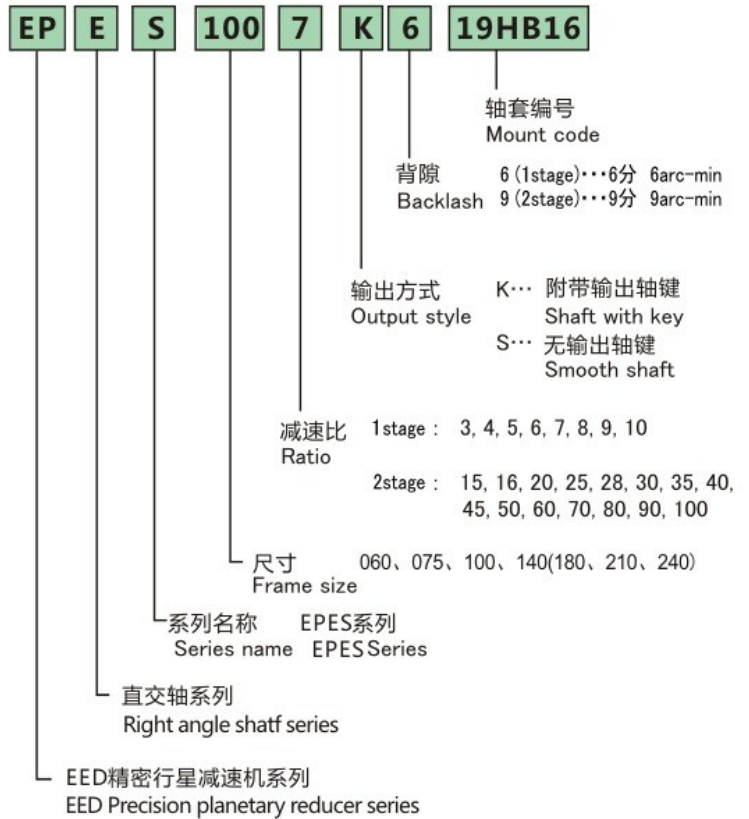 EP E S 100 7 K 6 19HB16
轴套编号
Mount code
背隙 6 (1stage)···6分 6arc-min
Backlash 9 (2stage)···9分 9arc-min
输出方式 K··· 附带输出轴键
Output style Shaft with key
S··· 无输出轴键
Smooth shaft
减速比 1stage : 3, 4, 5, 6, 7, 8, 9, 10
Ratio
2stage : 15, 16, 20, 25, 28, 30, 35, 40,
45, 50, 60, 70, 80, 90, 100
尺寸 060、075、100、140(180、210、240)
Frame size
系列名称 EPES系列
Series name EPES Series
直交轴系列
Right angle shatf series
EED精密行星减速机系列
EED Precision planetary reducer series